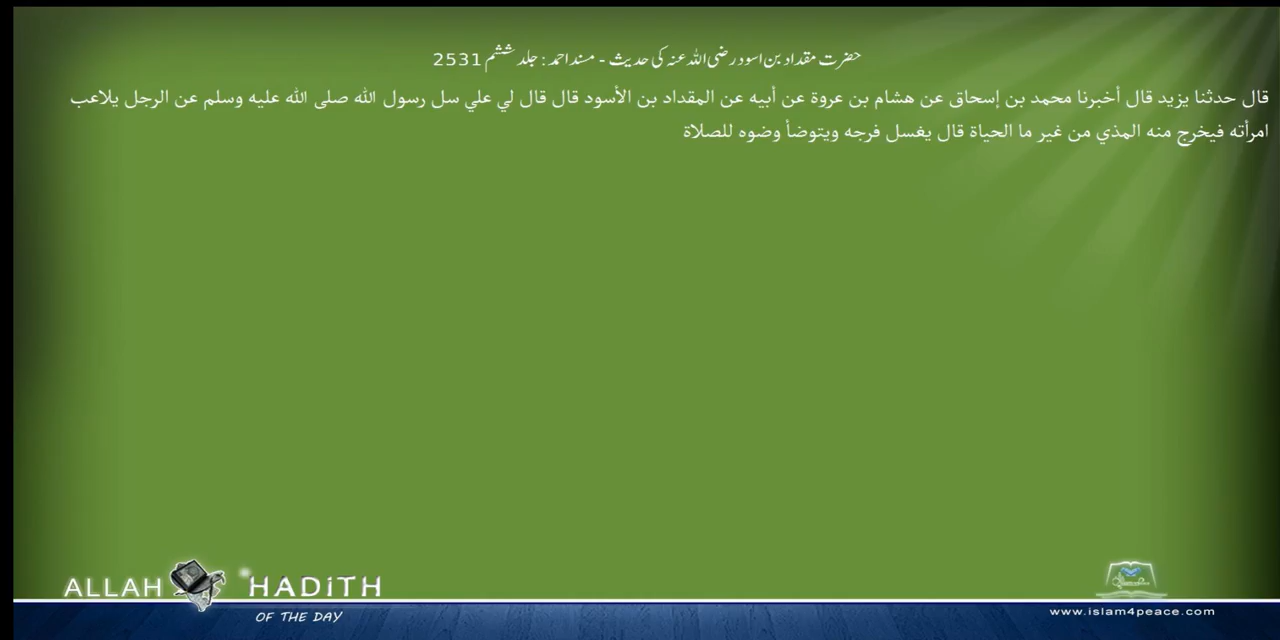 حضرت مقداد بن اسود رضی اللہ عنہ کی حدیث - مسند احمد : جلد ششم 2531
قال حدثنا يزيد قال أخبرنا محمد بن إسحاق عن هشام بن عروة عن أبيه عن المقداد بن الأسود قال قال لي علي سل رسول الله صلى الله عليه وسلم عن الرجل يلاعب
امرأته فيخرج منه المذي من غير ما الحياة قال يغسل فرجه ويتوضأ وضوه للصلاة
ALLAH HADITH
OF THE DAY
www.islam4peace.com